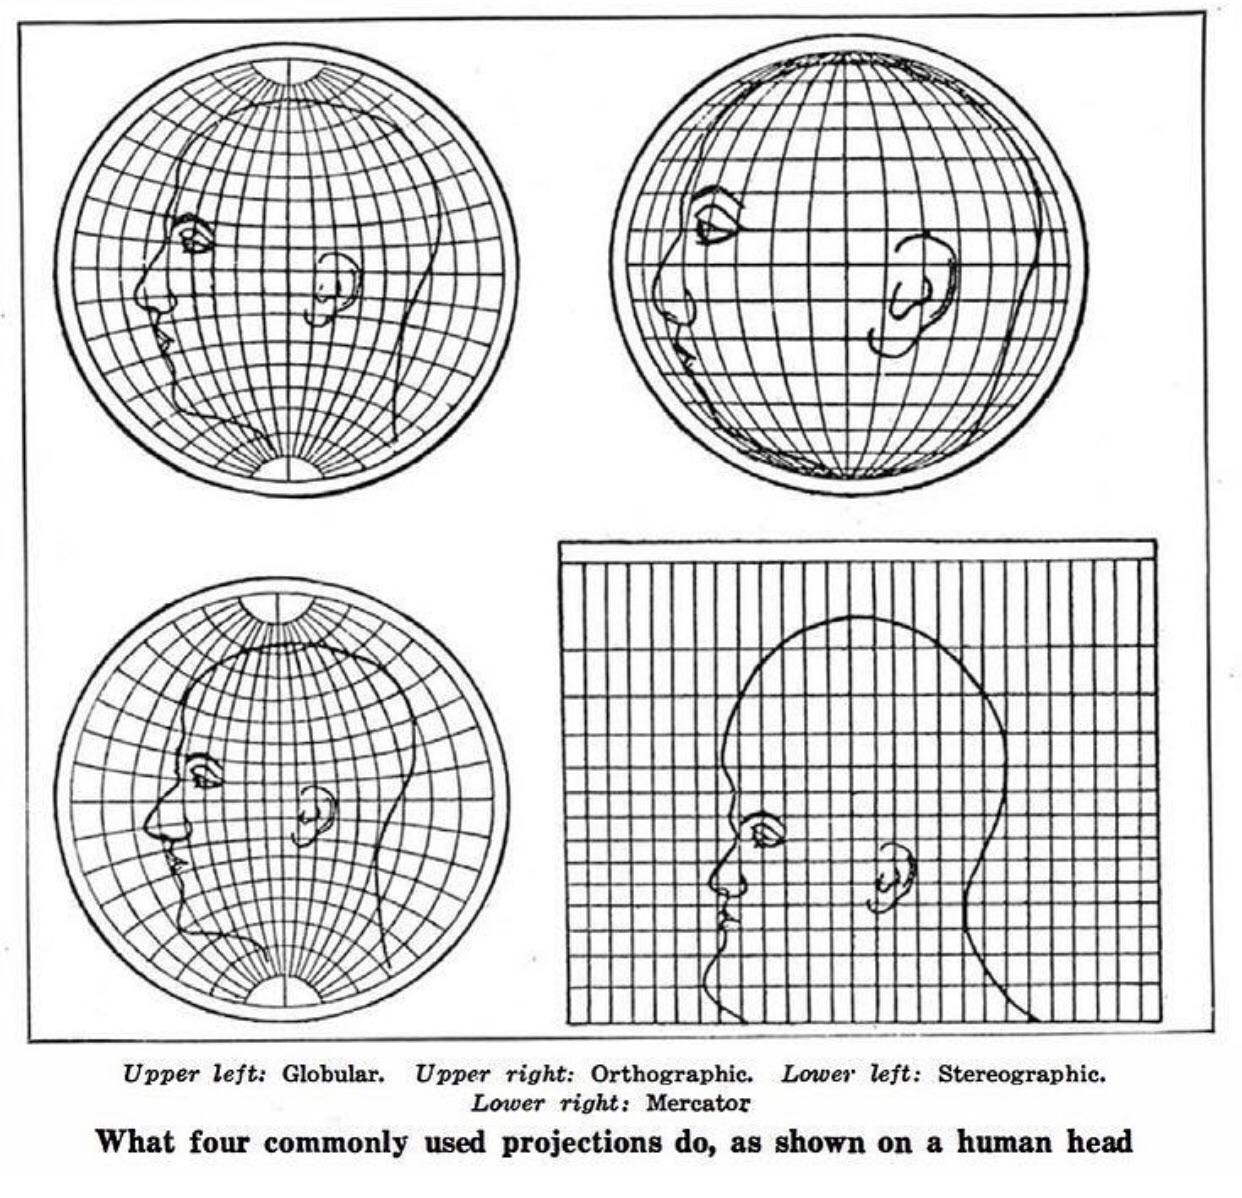 Upper left: Globular. Upper right: Orthographic. Lower left: Stereographic.
Lower right: Mercator
What four commonly used projections do, as shown on a human head